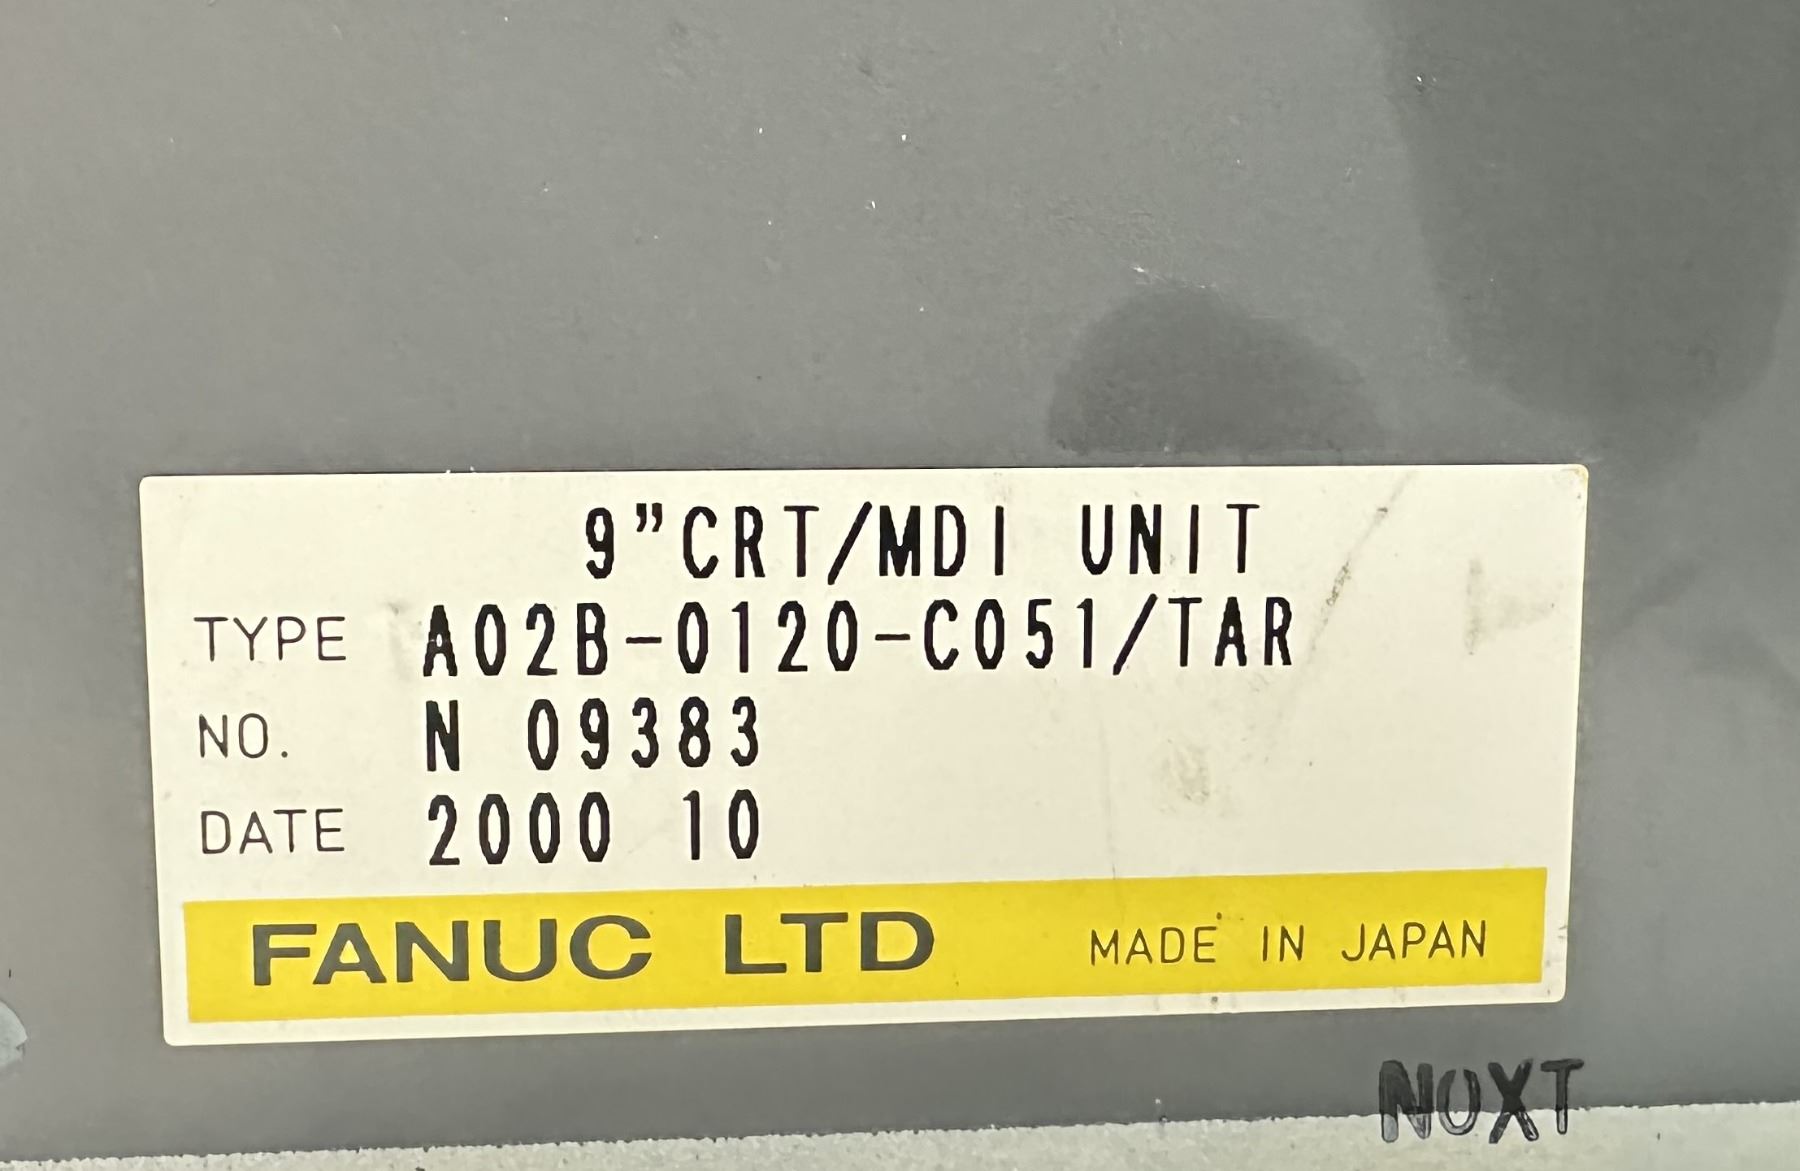 9"CRT/MDI UNIT
TYPE A02B-0120-C051/TAR
NO. N 09383
DATE 2000 10
FANUC LTD MADE IN JAPAN
NUXT